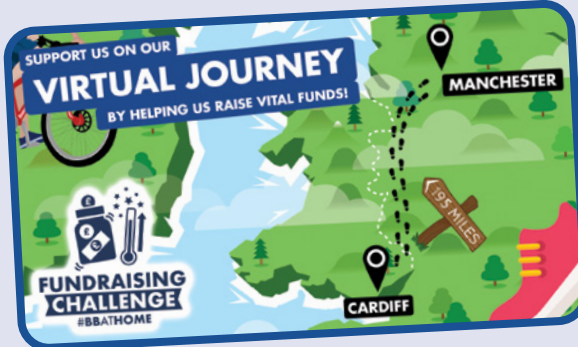 SUPPORT US ON OUR
VIRTUAL JOURNEY
BY HELPING US RAISE VITAL FUNDS!
MANCHESTER
195 MILES
CARDIFF
£
£
FUNDRAISING
CHALLENGE
#BBATHOME